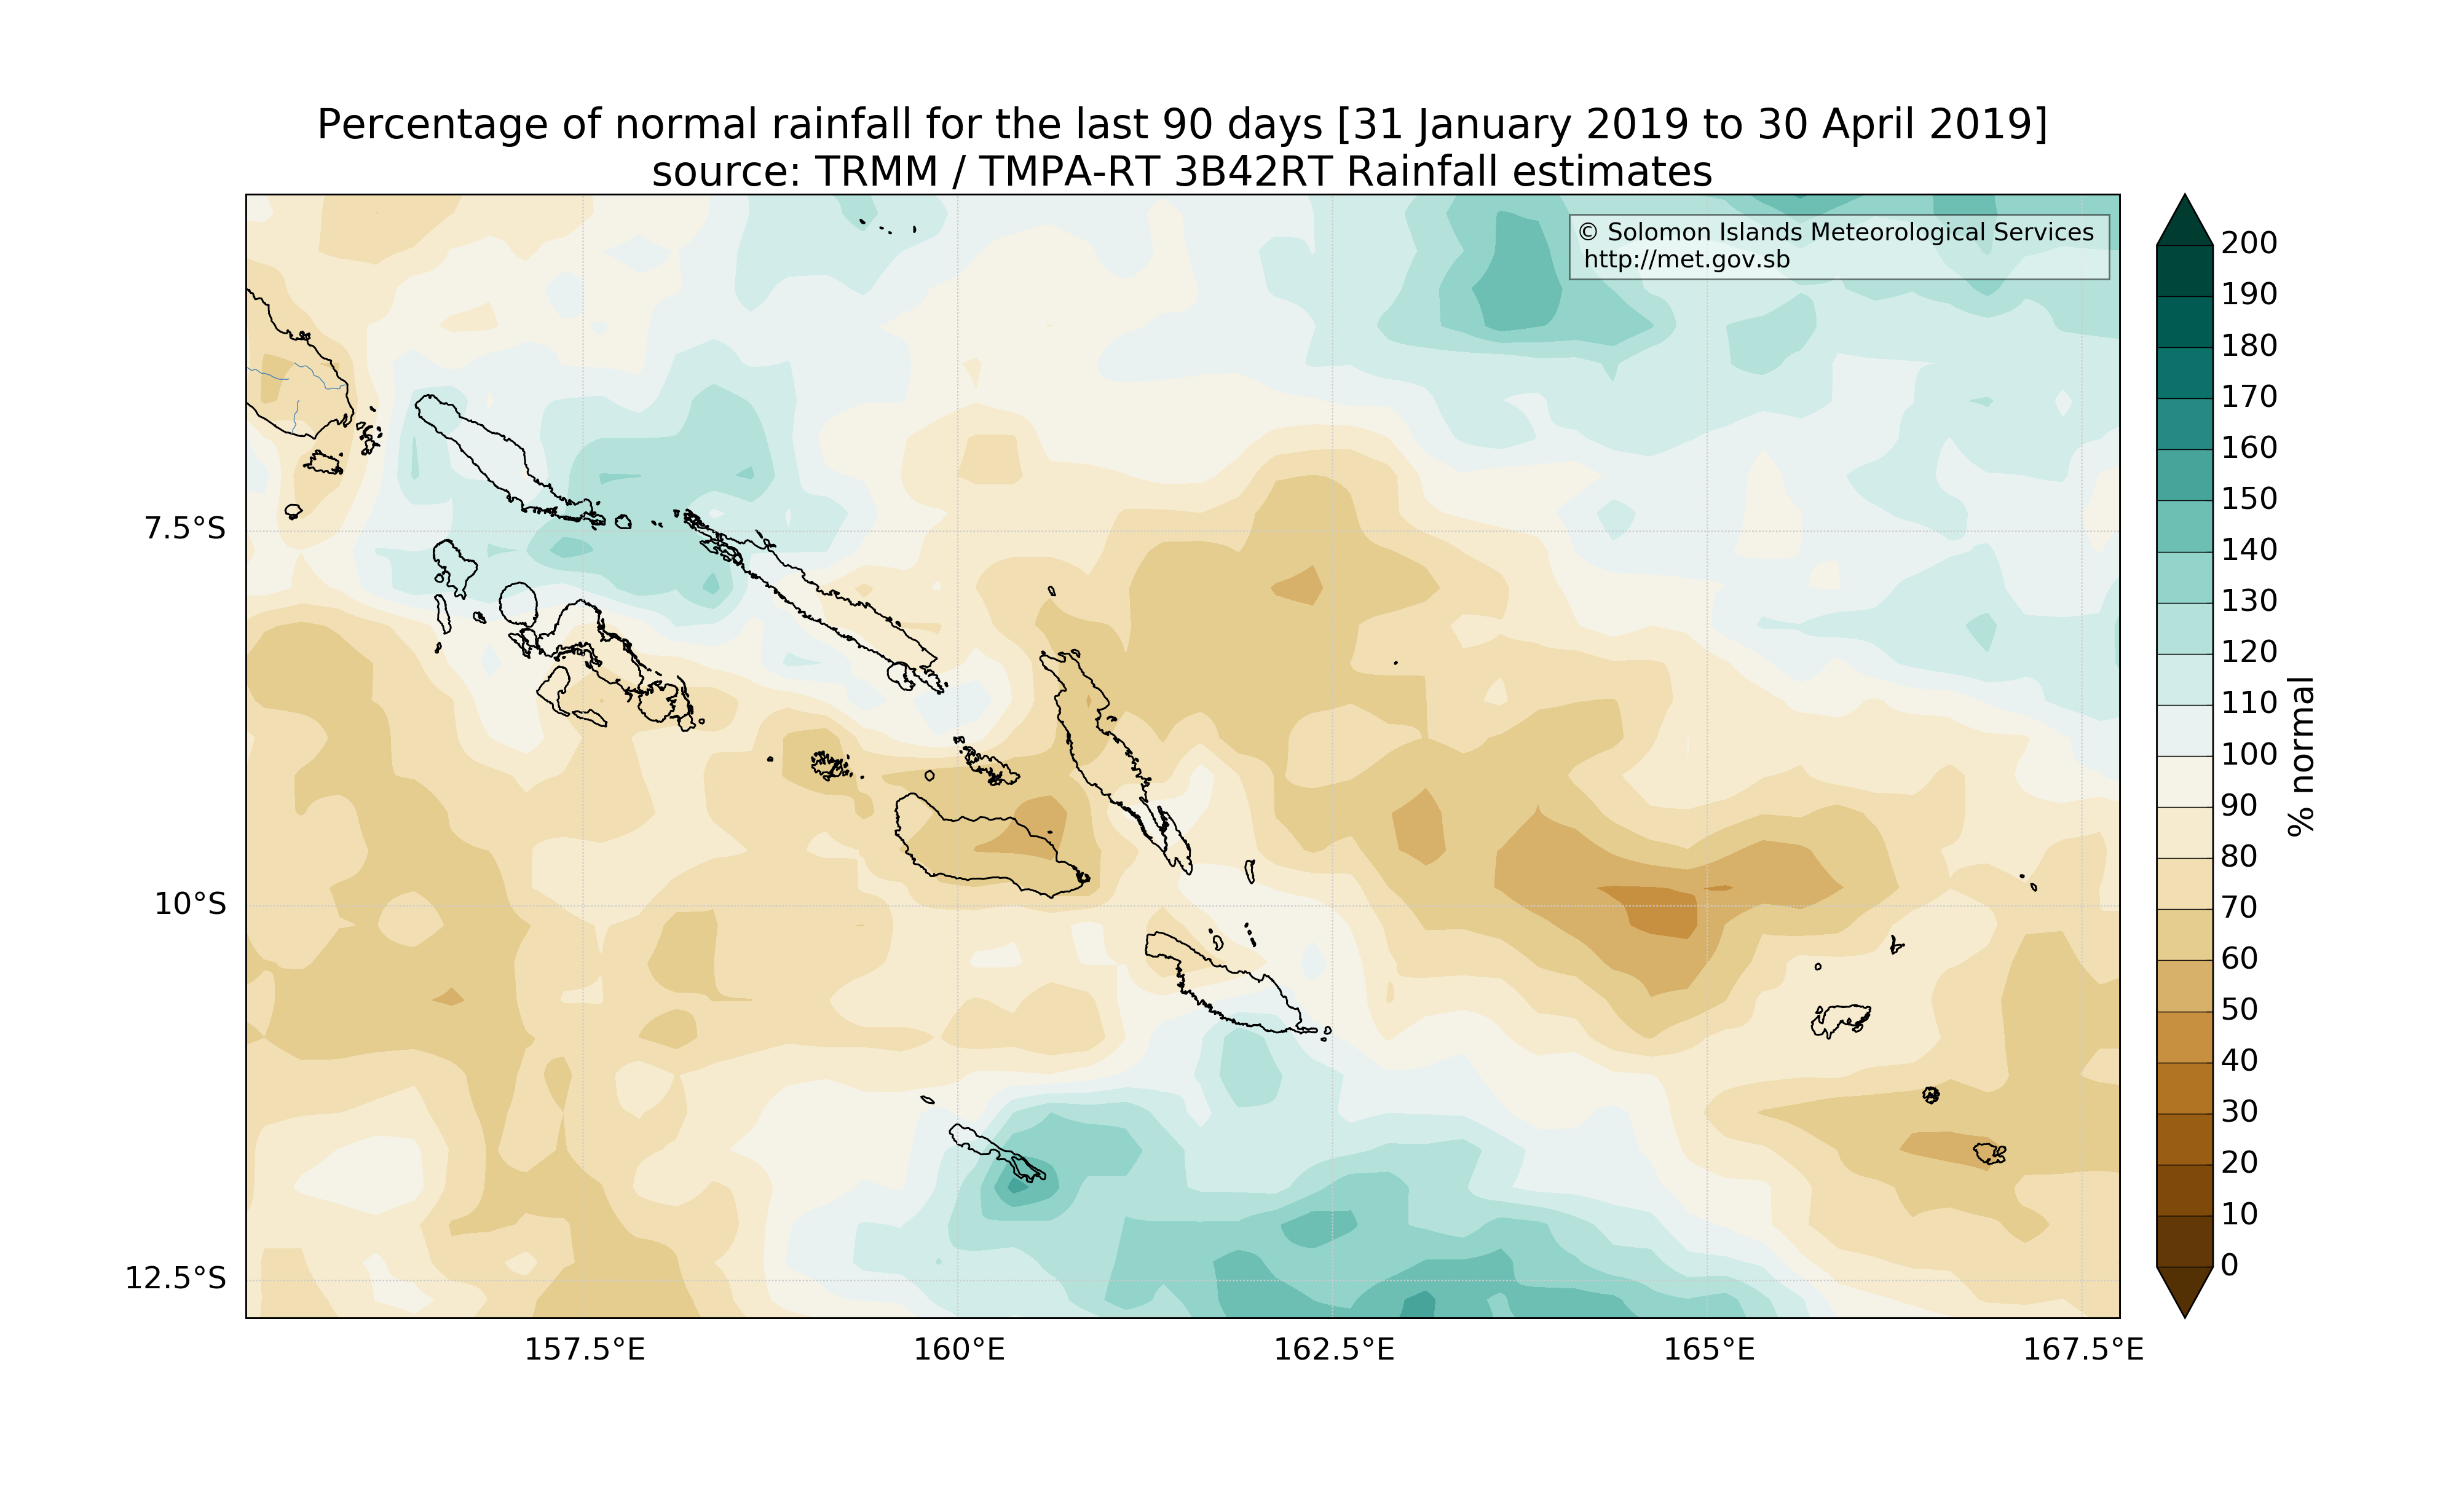 Percentage of normal rainfall for the last 90 days [31 January 2019 to 30 April 2019]
source: TRMM / TMPA-RT 3B42RT Rainfall estimates
© Solomon Islands Meteorological Services
http://met.gov.sb
7.5°S
10°S
12.5°S
157.5°E
160°E
162.5°E
165°E
167.5°E
200
190
180
170
160
150
140
130
120
110
100
90
80
70
60
50
40
30
20
10
0
% normal